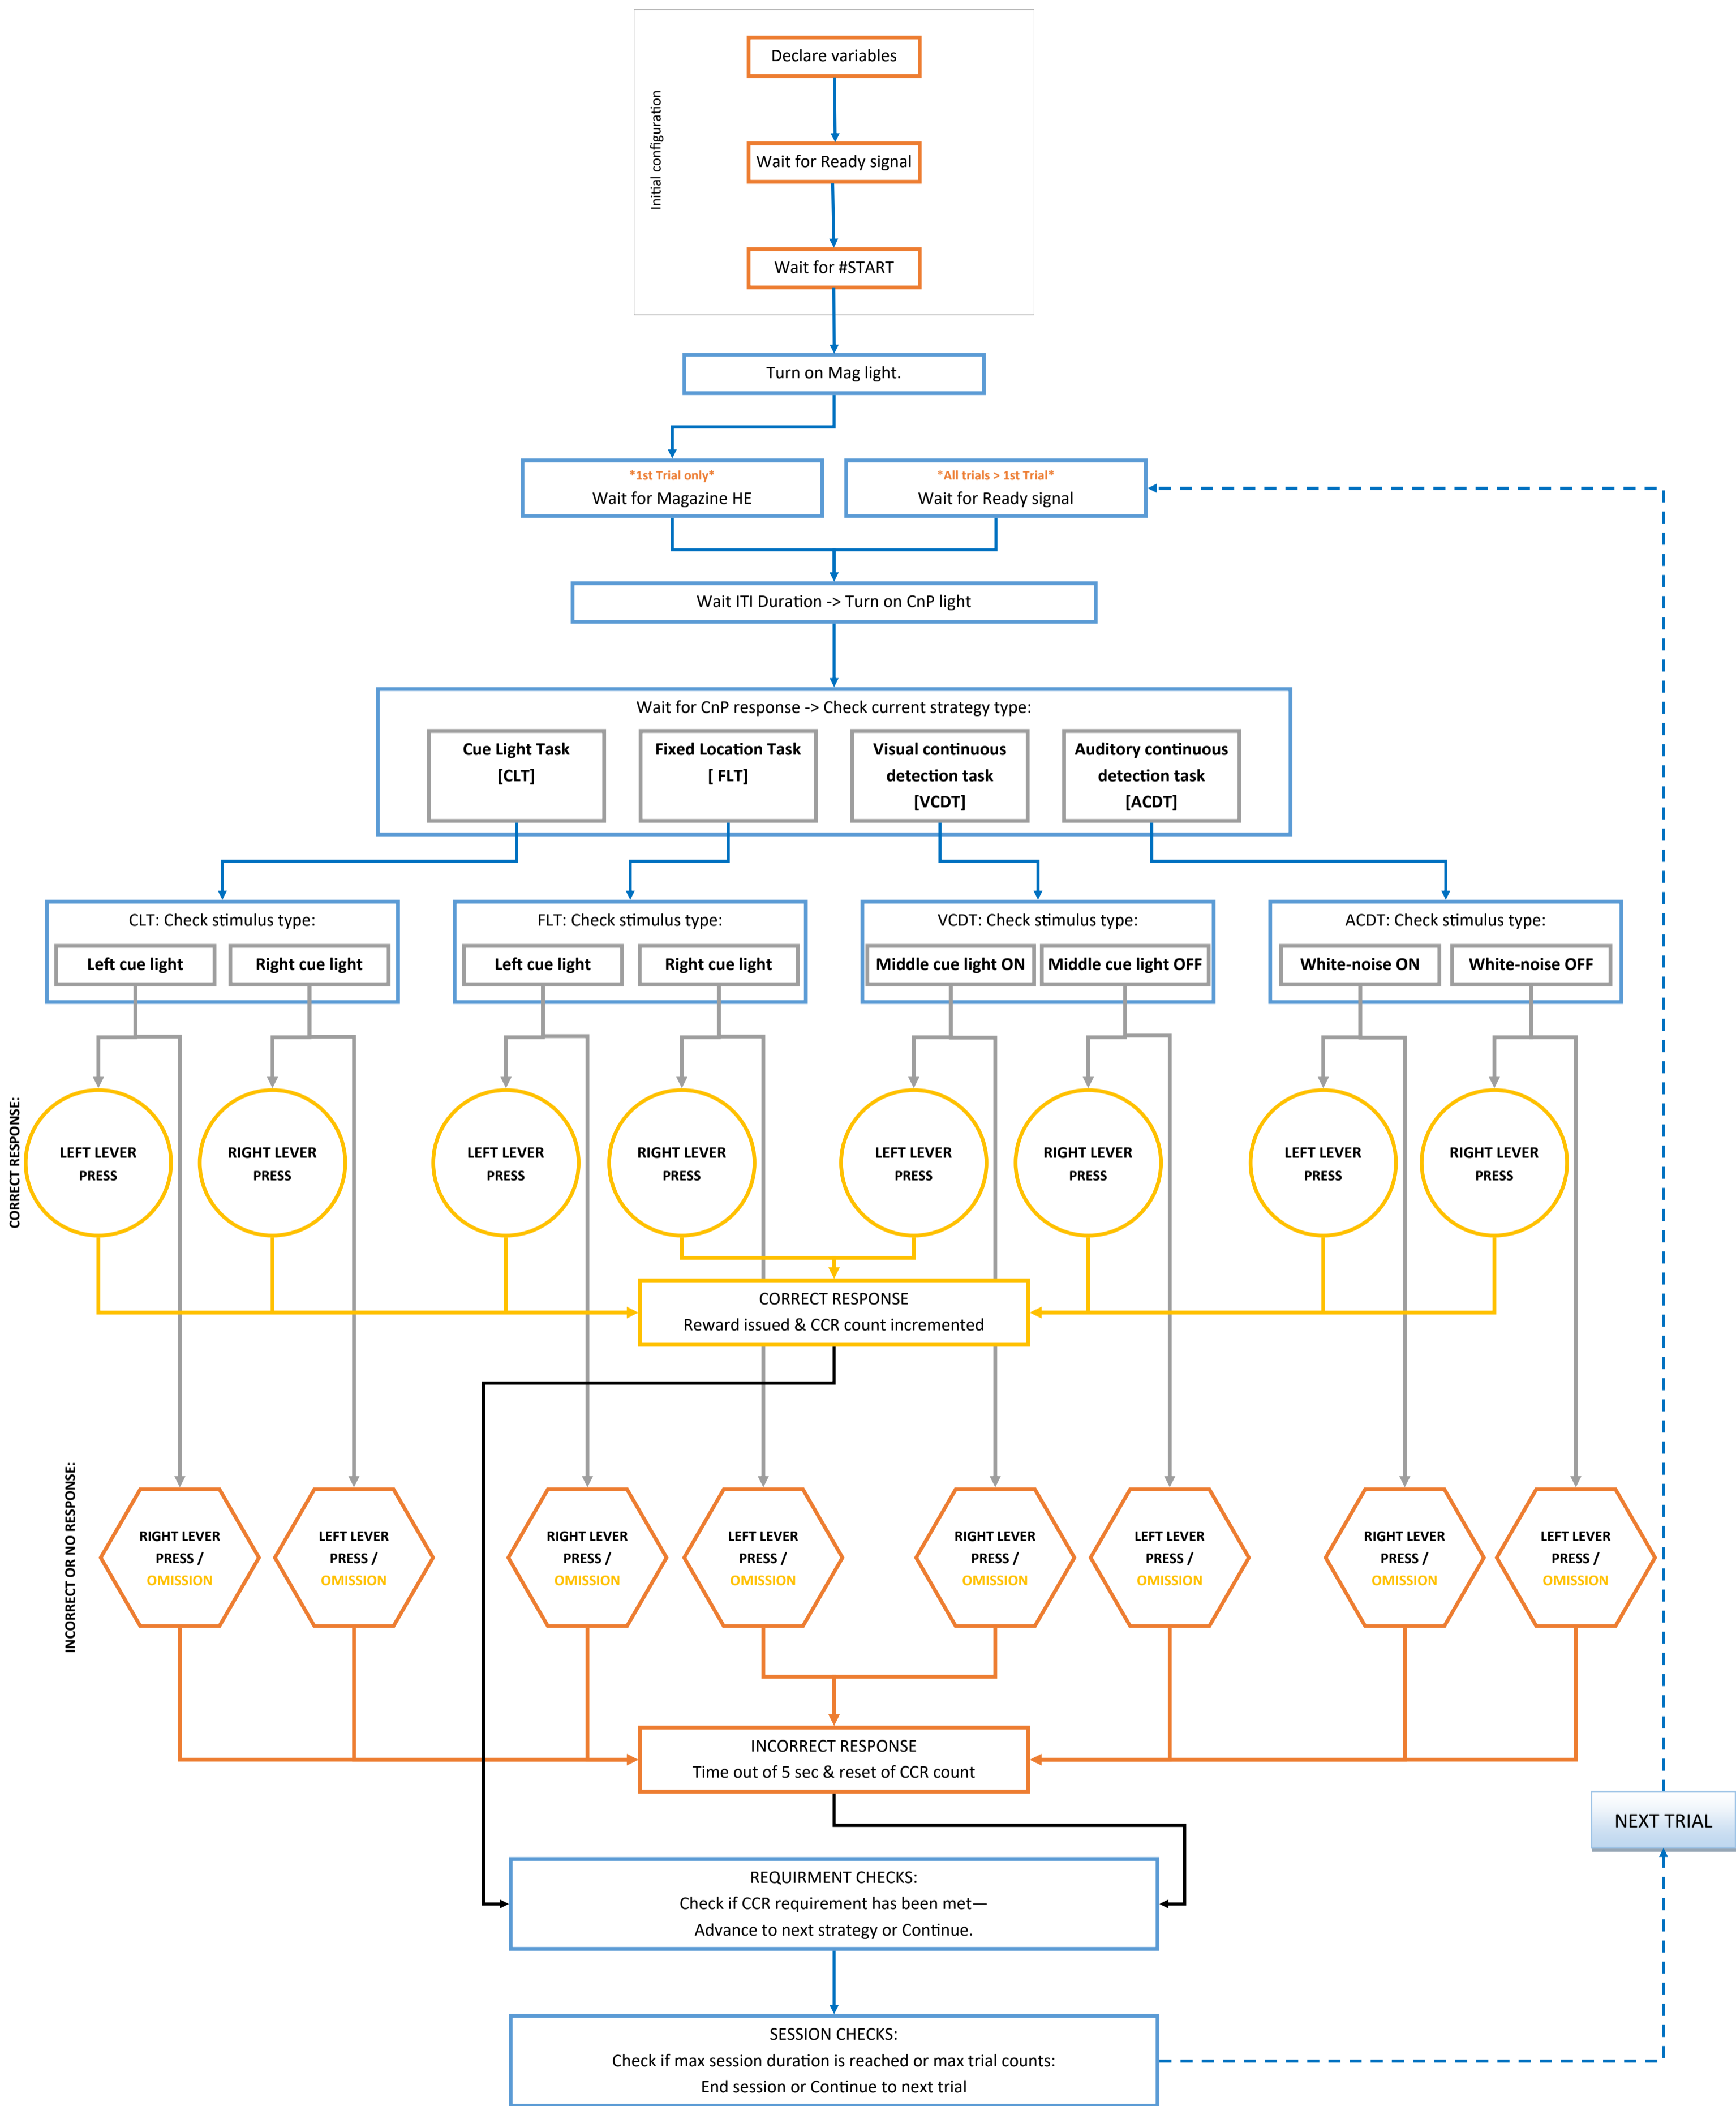 Initial configuration
Declare variables
Wait for Ready signal
Wait for #START
Turn on Mag light.
*1st Trial only*
Wait for Magazine HE
*All trials > 1st Trial*
Wait for Ready signal
Wait ITI Duration -> Turn on CnP light
Wait for CnP response -> Check current strategy type:
Cue Light Task
[CLT]
Fixed Location Task
[ FLT]
Visual continuous
detection task
[VCDT]
Auditory continuous
detection task
[ACDT]
CLT: Check stimulus type:
Left cue light
Right cue light
FLT: Check stimulus type:
Left cue light
Right cue light
VCDT: Check stimulus type:
Middle cue light ON
Middle cue light OFF
ACDT: Check stimulus type:
White-noise ON
White-noise OFF
CORRECT RESPONSE:
LEFT LEVER
PRESS
RIGHT LEVER
PRESS
LEFT LEVER
PRESS
RIGHT LEVER
PRESS
LEFT LEVER
PRESS
RIGHT LEVER
PRESS
LEFT LEVER
PRESS
RIGHT LEVER
PRESS
CORRECT RESPONSE
Reward issued & CCR count incremented
INCORRECT OR NO RESPONSE:
RIGHT LEVER
PRESS /
OMISSION
LEFT LEVER
PRESS /
OMISSION
RIGHT LEVER
PRESS /
OMISSION
LEFT LEVER
PRESS /
OMISSION
RIGHT LEVER
PRESS /
OMISSION
LEFT LEVER
PRESS /
OMISSION
RIGHT LEVER
PRESS /
OMISSION
LEFT LEVER
PRESS /
OMISSION
INCORRECT RESPONSE
Time out of 5 sec & reset of CCR count
NEXT TRIAL
REQUIRMENT CHECKS:
Check if CCR requirement has been met—
Advance to next strategy or Continue.
SESSION CHECKS:
Check if max session duration is reached or max trial counts:
End session or Continue to next trial